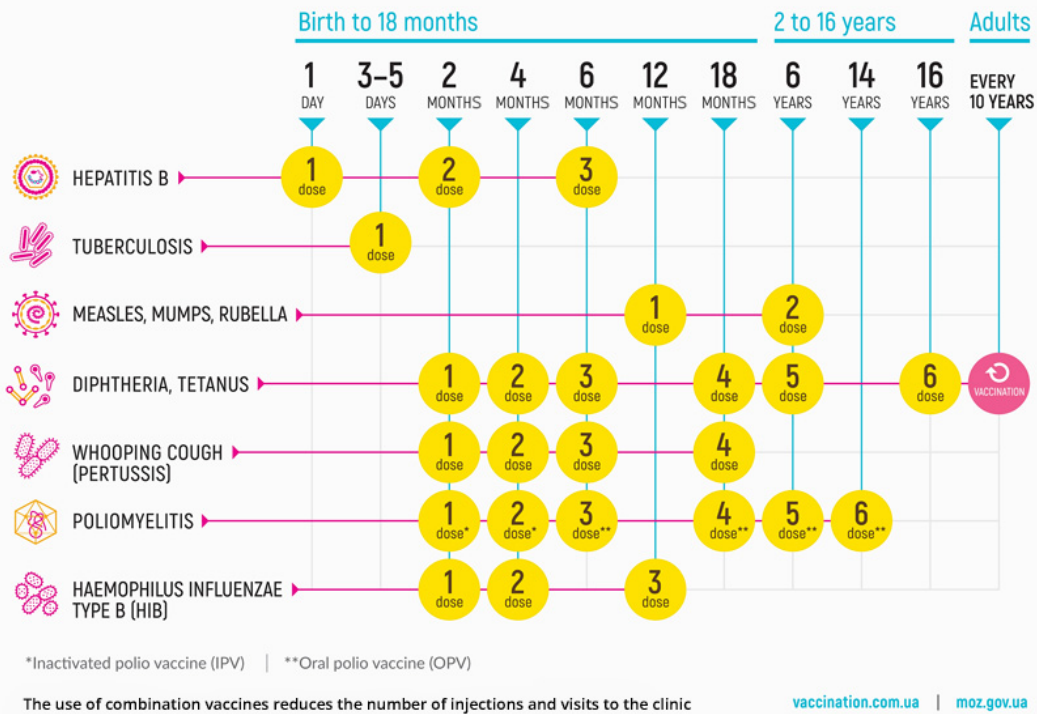 Birth to 18 months
2 to 16 years
Adults
1
DAY
3–5
DAYS
2
MONTHS
4
MONTHS
6
MONTHS
12
MONTHS
18
MONTHS
6
YEARS
14
YEARS
16
YEARS
EVERY
10 YEARS
HEPATITIS B
1
dose
2
dose
3
dose
TUBERCULOSIS
1
dose
MEASLES, MUMPS, RUBELLA
1
dose
2
dose
DIPHTHERIA, TETANUS
1
dose
2
dose
3
dose
4
dose
5
dose
6
dose
VACCINATION
WHOOPING COUGH
(PERTUSSIS)
1
dose
2
dose
3
dose
4
dose
POLIOMYELITIS
1
dose*
2
dose*
3
dose**
4
dose**
5
dose**
6
dose**
HAEMOPHILUS INFLUENZAE
TYPE B (HIB)
1
dose
2
dose
3
dose
*Inactivated polio vaccine (IPV) | **Oral polio vaccine (OPV)
The use of combination vaccines reduces the number of injections and visits to the clinic
vaccination.com.ua | moz.gov.ua